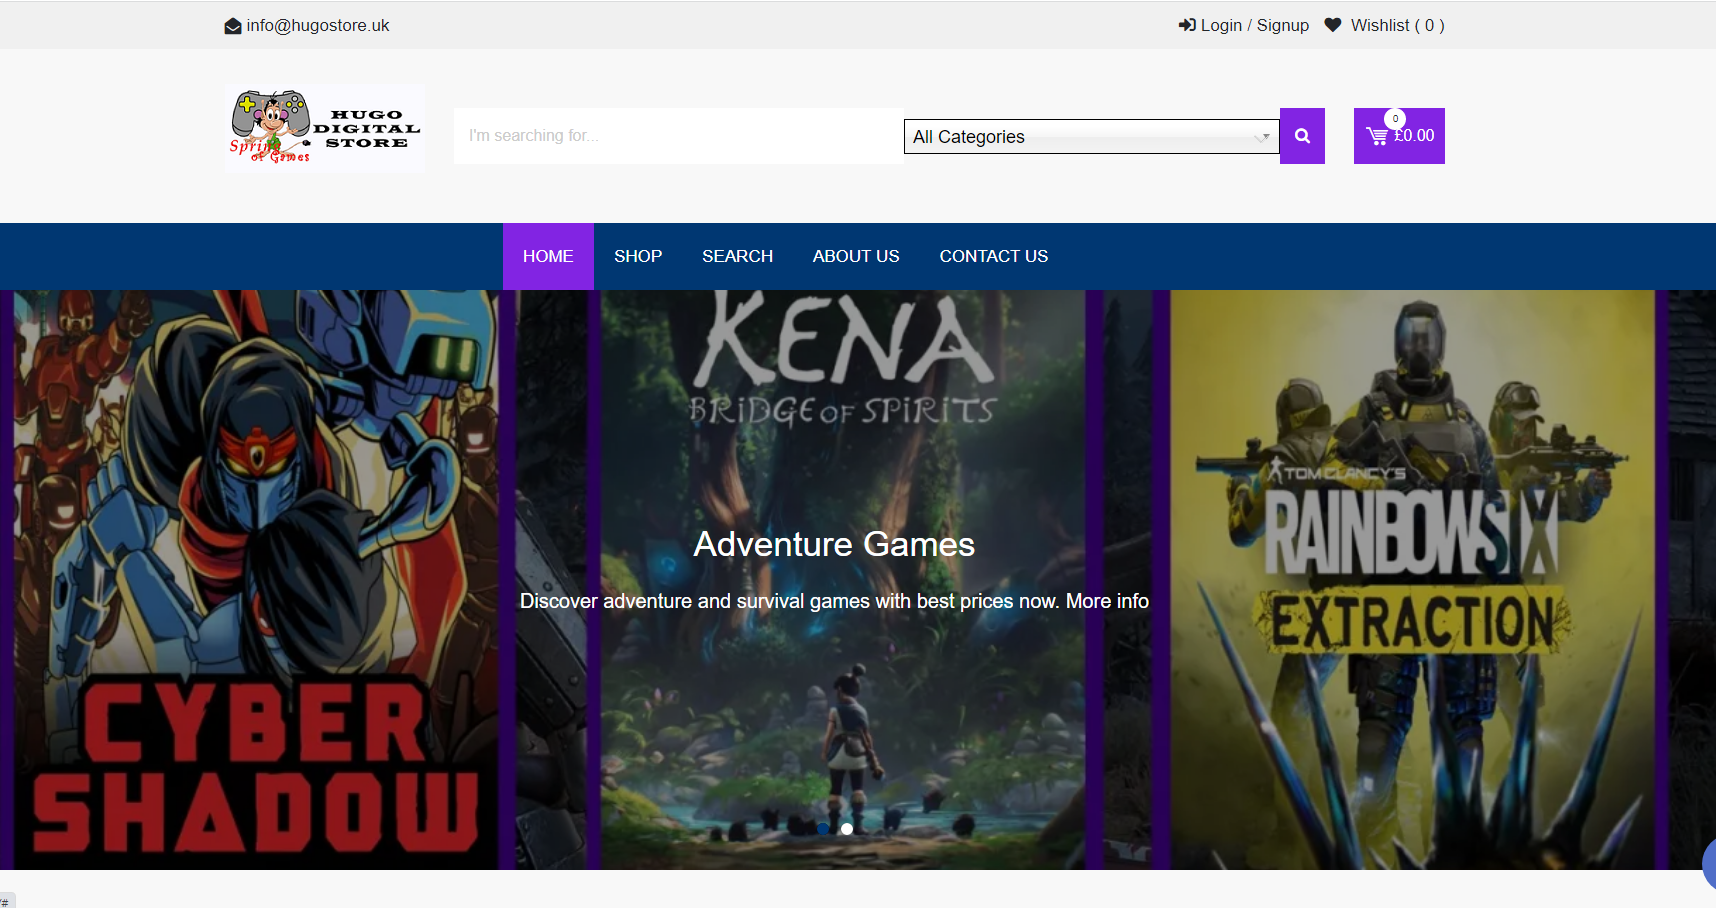 info@hugostore.uk
Login / Signup
Wishlist ( 0 )
HUGO
DIGITAL
STORE
Spring
of Games
I'm searching for...
All Categories
0
£0.00
HOME
SHOP
SEARCH
ABOUT US
CONTACT US
KENA
BRIDGE OF SPIRITS
TOM CLANCY'S
RAINBOW SIX
EXTRACTION
Adventure Games
Discover adventure and survival games with best prices now. More info
CYBER
SHADOW
/#